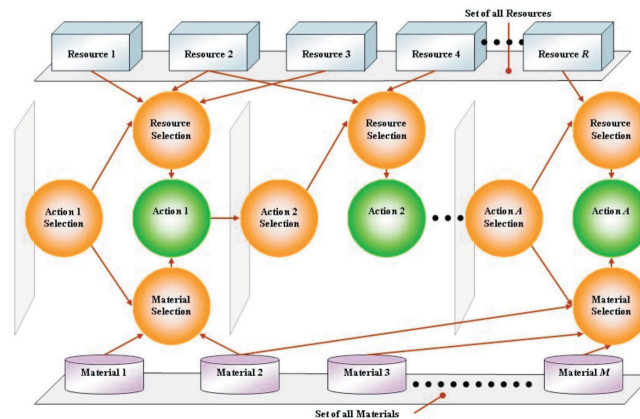 Set of all Resources
Resource 1
Resource 2
Resource 3
Resource 4
Resource R
Resource
Selection
Resource
Selection
Resource
Selection
Action 1
Selection
Action 1
Action 2
Selection
Action 2
Action A
Selection
Action A
Material
Selection
Material
Selection
Material 1
Material 2
Material 3
Material M
Set of all Materials